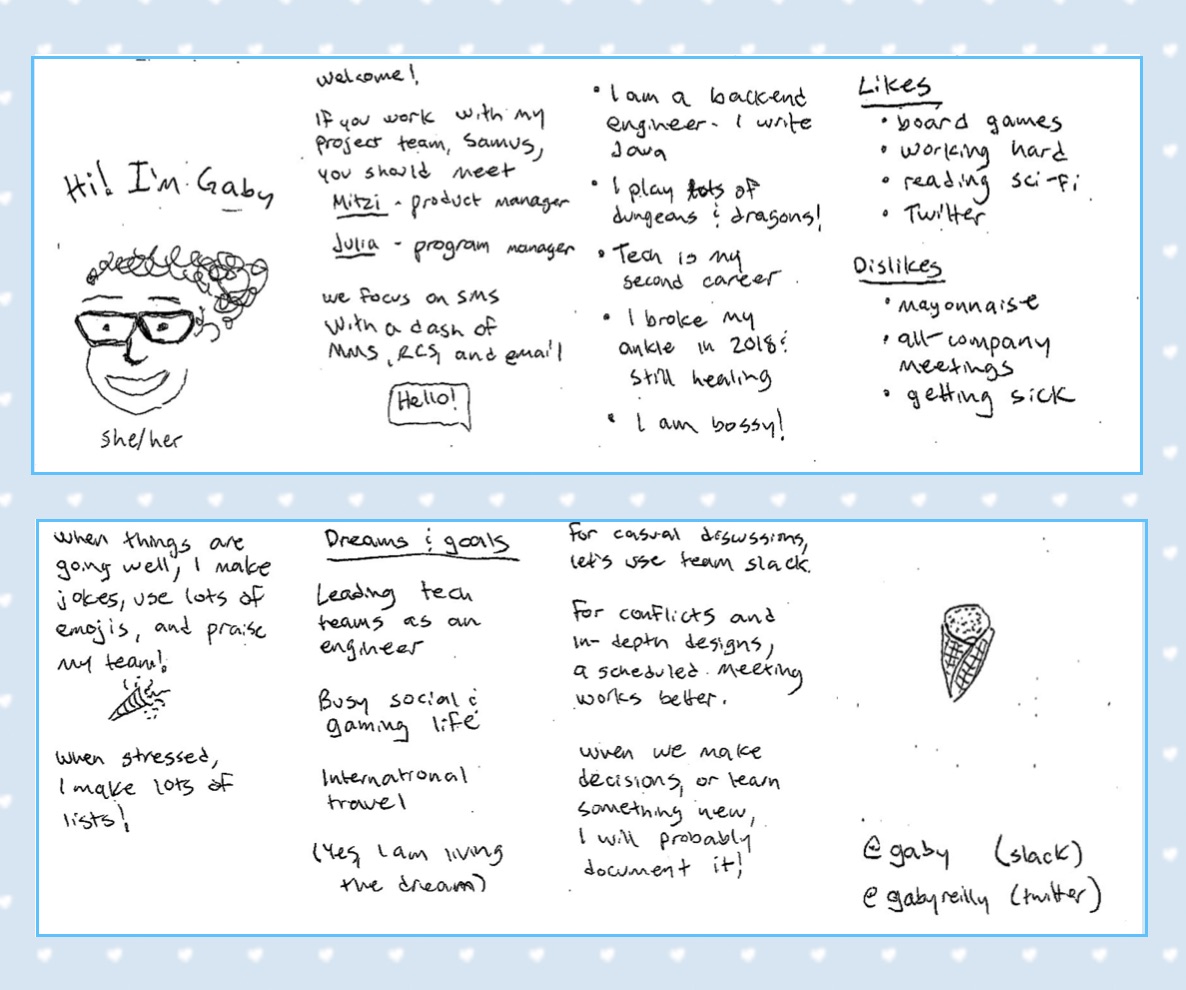 Hi! I'm Gaby
she/her
welcome!
If you work with my
Project team, Samus,
you should meet
Mitzi - product manager
Julia - program manager
we focus on SMS
with a dash of
MMS, RCS, and email
Hello!
• I am a backend
engineer. I write
Java
• I play lots of
dungeons & dragons!
• Tech is my
second career
• I broke my
ankle in 2018 &
still healing
• I am bossy!
Likes
• board games
• working hard
• reading sci-fi
• Twitter
Dislikes
• mayonnaise
• all-company
meetings
• getting sick
when things are
going well, I make
jokes, use lots of
emojis, and praise
my team!
when stressed,
I make lots of
lists!
Dreams & goals
Leading tech
teams as an
engineer
Busy social &
gaming life
International
travel
(Yes, I am living
the dream)
For casual discussions,
let's use team slack.
For conflicts and
in-depth designs,
a scheduled meeting
works better.
when we make
decisions, or learn
something new,
I will probably
document it!
@gaby (slack)
@gabyreilly (twitter)